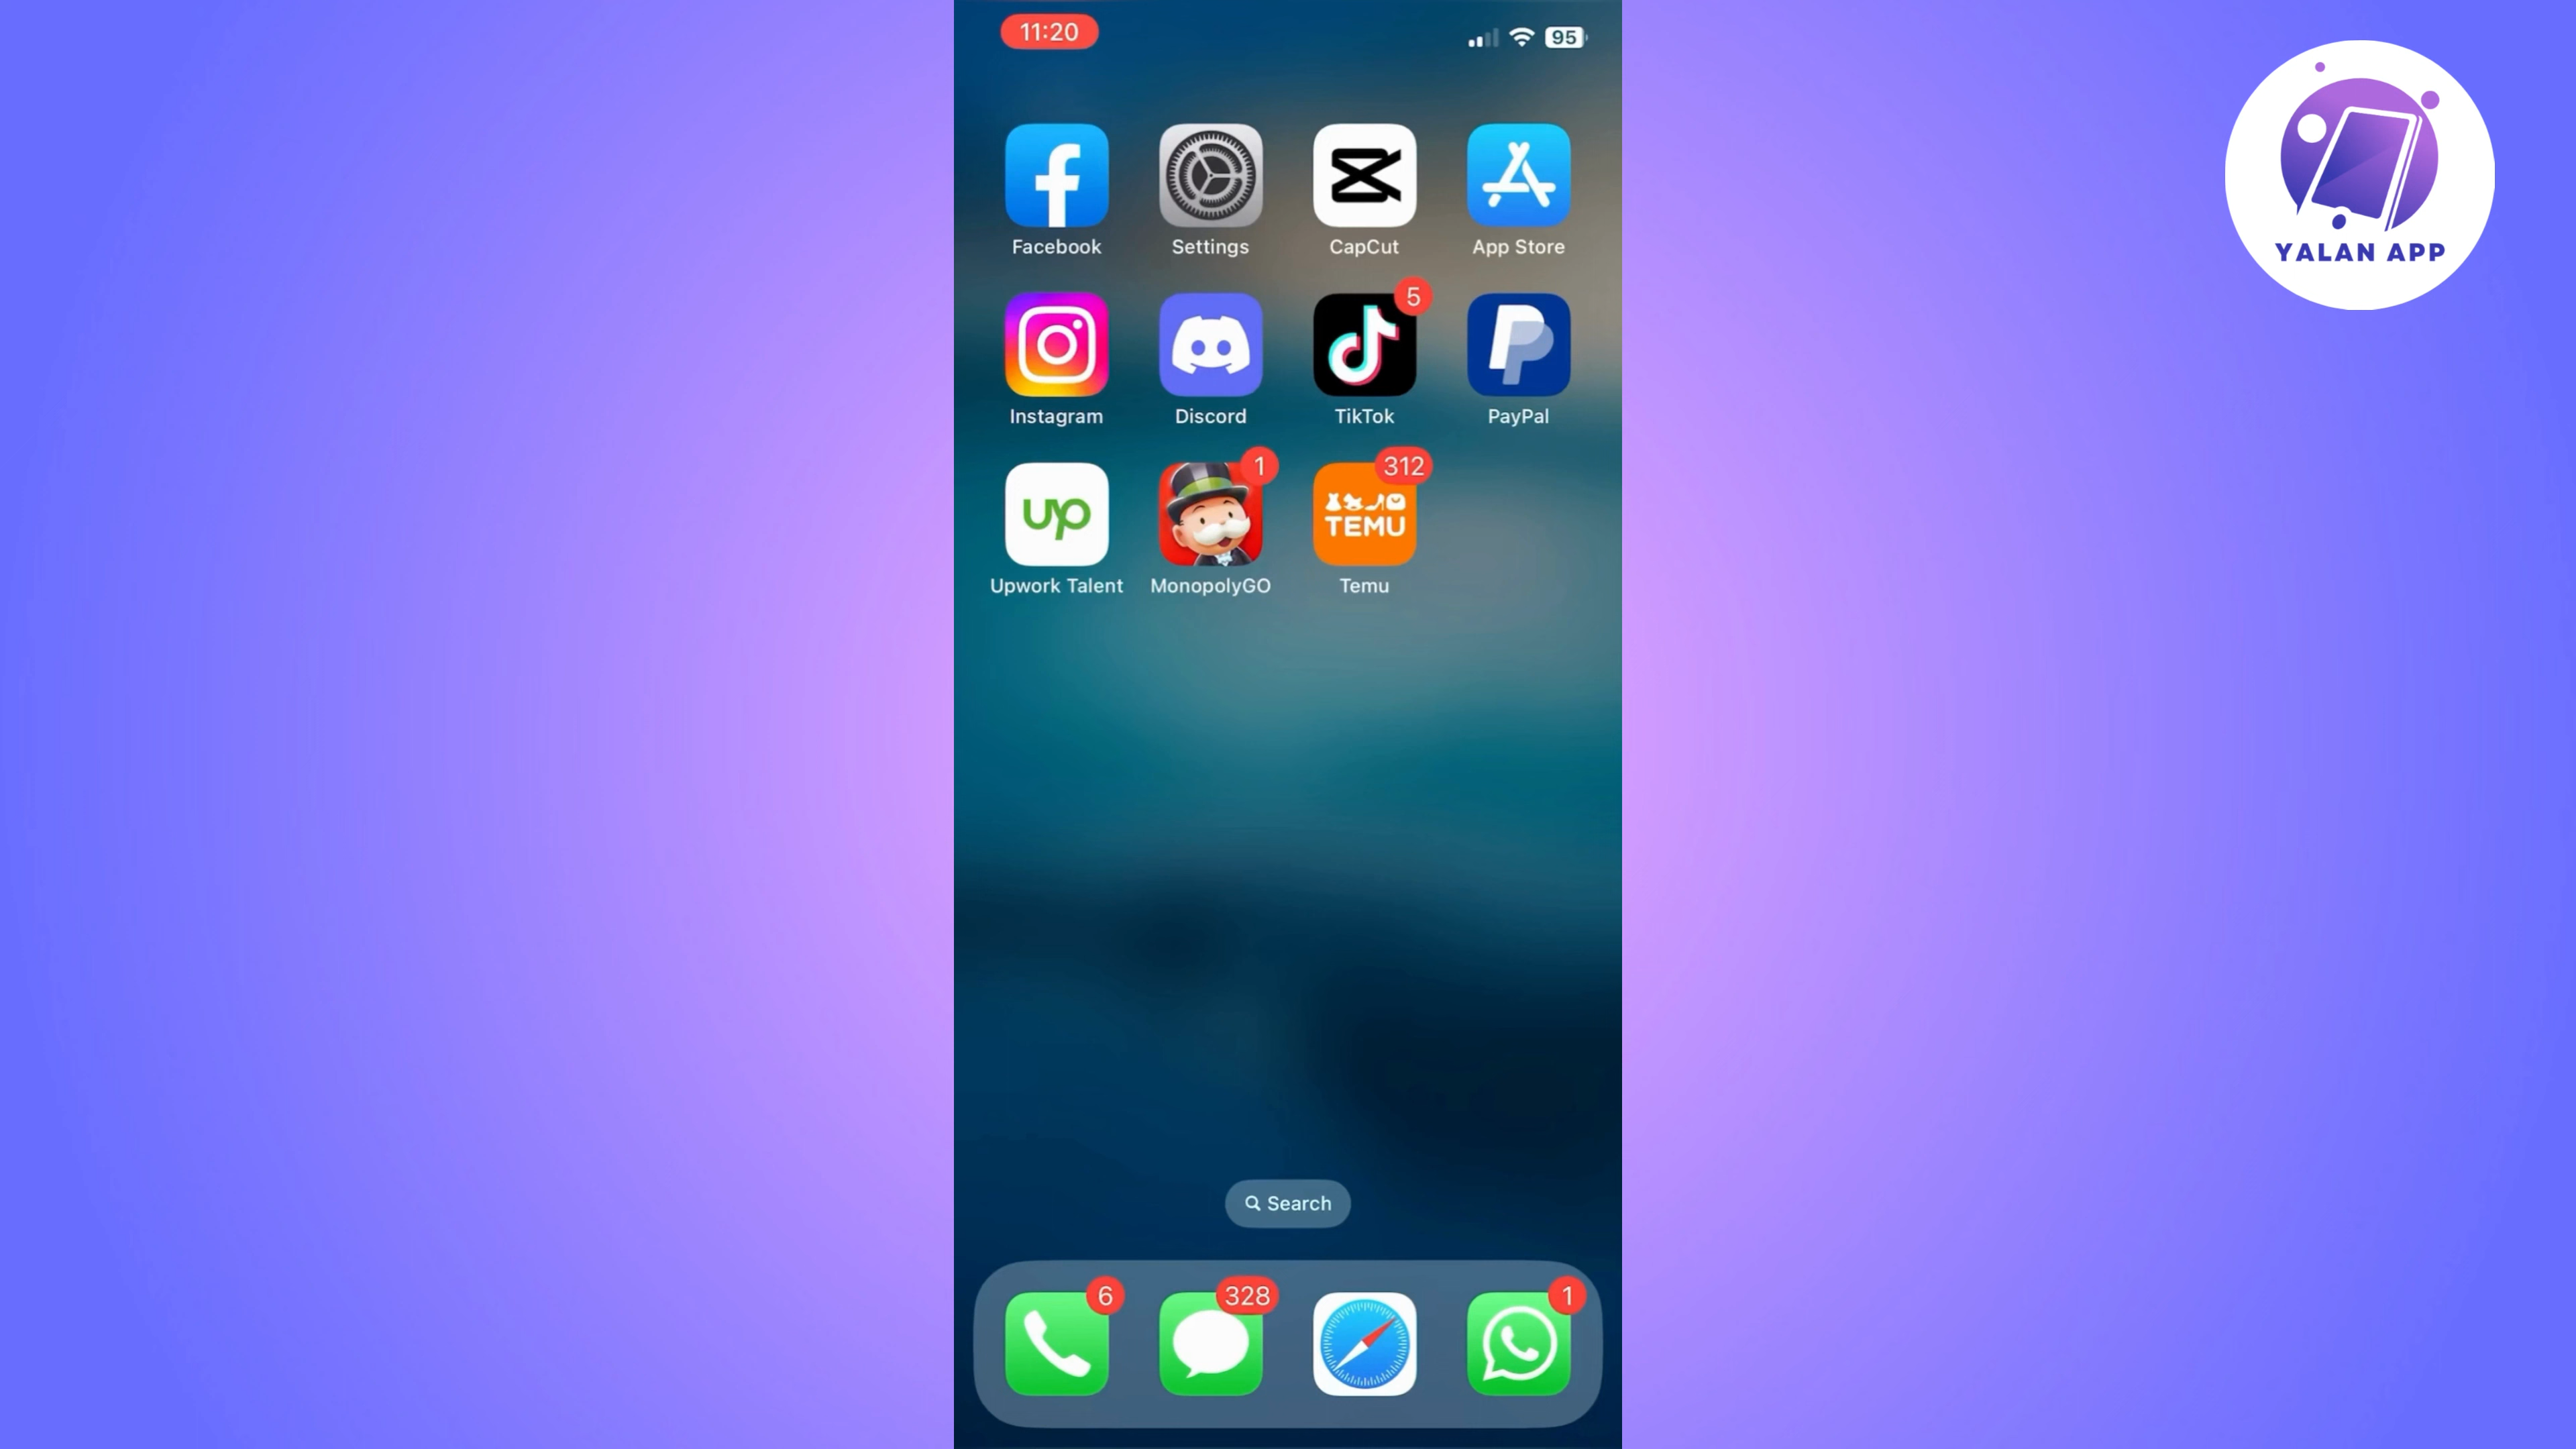 11:20
95
YALAN APP
Facebook Settings CapCut App Store
5
Instagram Discord TikTok PayPal
1 312
up TEMU
Upwork Talent MonopolyGO Temu
Search
6 328 1